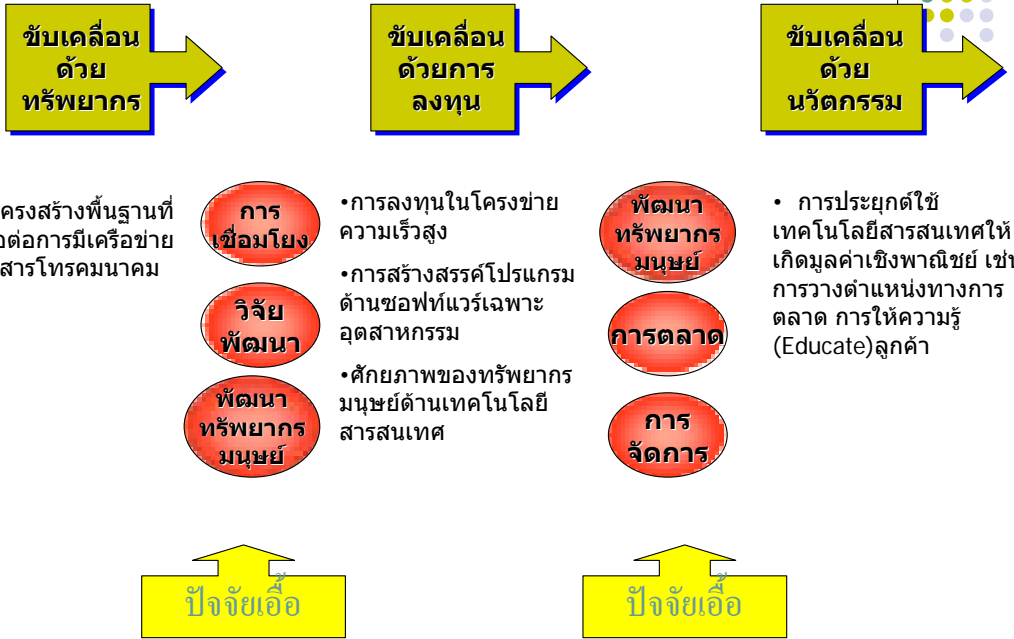 ขับเคลื่อน
ด้วย
ทรัพยากร
ขับเคลื่อน
ด้วยการ
ลงทุน
ขับเคลื่อน
ด้วย
นวัตกรรม
ครงสร้างพื้นฐานที่
อต่อการมีเครือข่าย
สารโทรคมนาคม
การ
เชื่อมโยง
วิจัย
พัฒนา
พัฒนา
ทรัพยากร
มนุษย์
•การลงทุนในโครงข่าย
ความเร็วสูง
•การสร้างสรรค์โปรแกรม
ด้านซอฟท์แวร์เฉพาะ
อุตสาหกรรม
•ศักยภาพของทรัพยากร
มนุษย์ด้านเทคโนโลยี
สารสนเทศ
พัฒนา
ทรัพยากร
มนุษย์
การตลาด
การ
จัดการ
• การประยุกต์ใช้
เทคโนโลยีสารสนเทศให้
เกิดมูลค่าเชิงพาณิชย์ เช่น
การวางตำแหน่งทางการ
ตลาด การให้ความรู้
(Educate)ลูกค้า
ปัจจัยเอื้อ
ปัจจัยเอื้อ